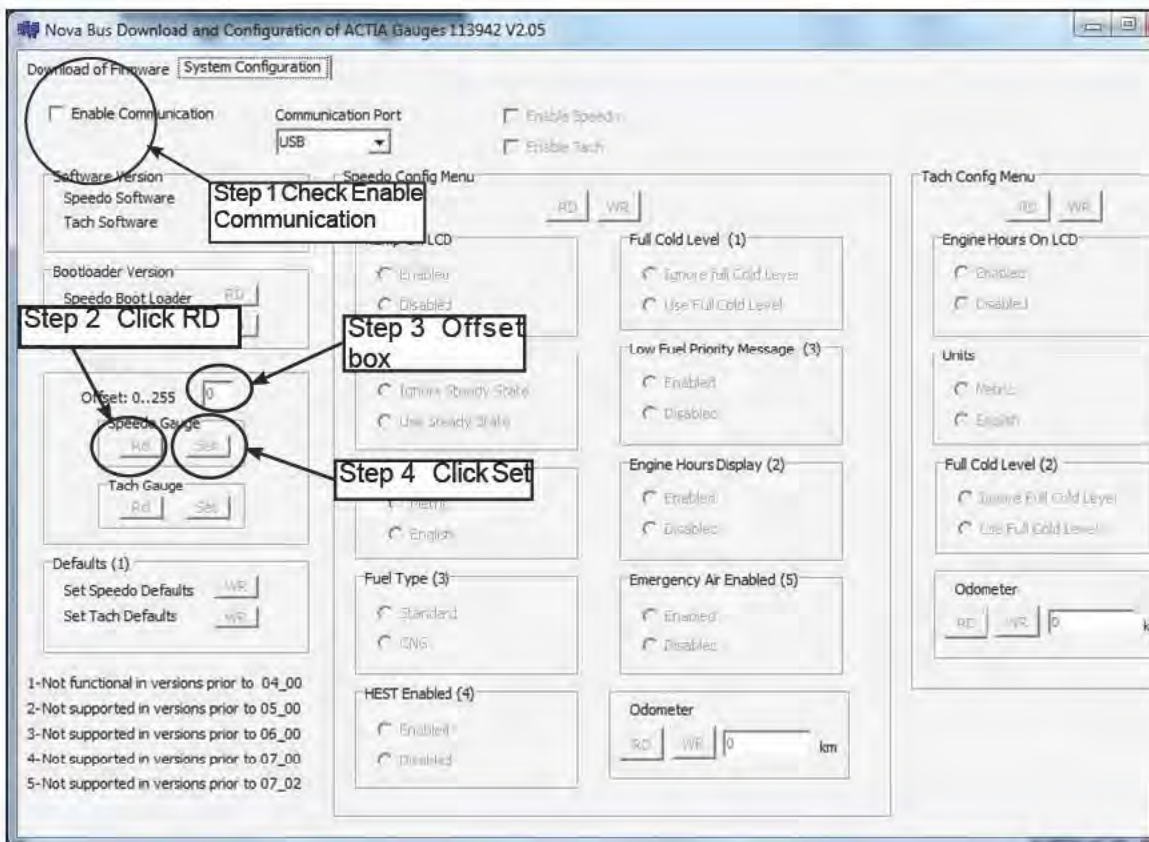 Nova Bus Download and Configuration of ACTIA Gauges 113942 V2.05
Download of Firmware System Configuration
Enable Communication
Communication Port
USB
Enable Speedo
Enable Tach
Step 1 Check Enable
Communication
Software Version
Speedo Software
Tach Software
Bootloader Version
Speedo Boot Loader RD
Step 2 Click RD
Step 3 Offset
box
Offset: 0..255 0
Speedo Gauge
Rd Set
Step 4 Click Set
Tach Gauge
Rd Set
Defaults (1)
Set Speedo Defaults WR
Set Tach Defaults WR
1-Not functional in versions prior to 04_00
2-Not supported in versions prior to 05_00
3-Not supported in versions prior to 06_00
4-Not supported in versions prior to 07_00
5-Not supported in versions prior to 07_02
Speedo Config Menu
RD WR
LCD
Enabled
Disabled
Ignore Steady State
Use Steady State
Metric
English
Fuel Type (3)
Standard
CNG
HEST Enabled (4)
Enabled
Disabled
Full Cold Level (1)
Ignore Full Cold Level
Use Full Cold Level
Low Fuel Priority Message (3)
Enabled
Disabled
Engine Hours Display (2)
Enabled
Disabled
Emergency Air Enabled (5)
Enabled
Disabled
Odometer
RD WR 0 km
Tach Config Menu
RD WR
Engine Hours On LCD
Enabled
Disabled
Units
Metric
English
Full Cold Level (2)
Ignore Full Cold Level
Use Full Cold Level
Odometer
RD WR 0